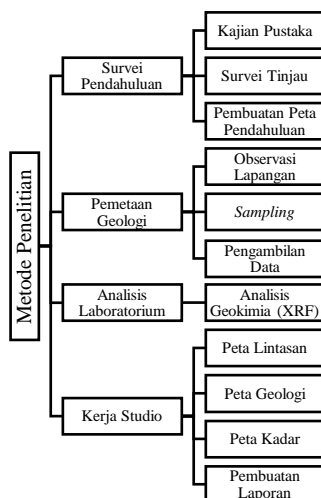 Metode Penelitian
Survei
Pendahuluan
Kajian Pustaka
Survei Tinjau
Pembuatan Peta
Pendahuluan
Pemetaan
Geologi
Observasi
Lapangan
Sampling
Pengambilan
Data
Analisis
Laboratorium
Analisis
Geokimia (XRF)
Kerja Studio
Peta Lintasan
Peta Geologi
Peta Kadar
Pembuatan
Laporan